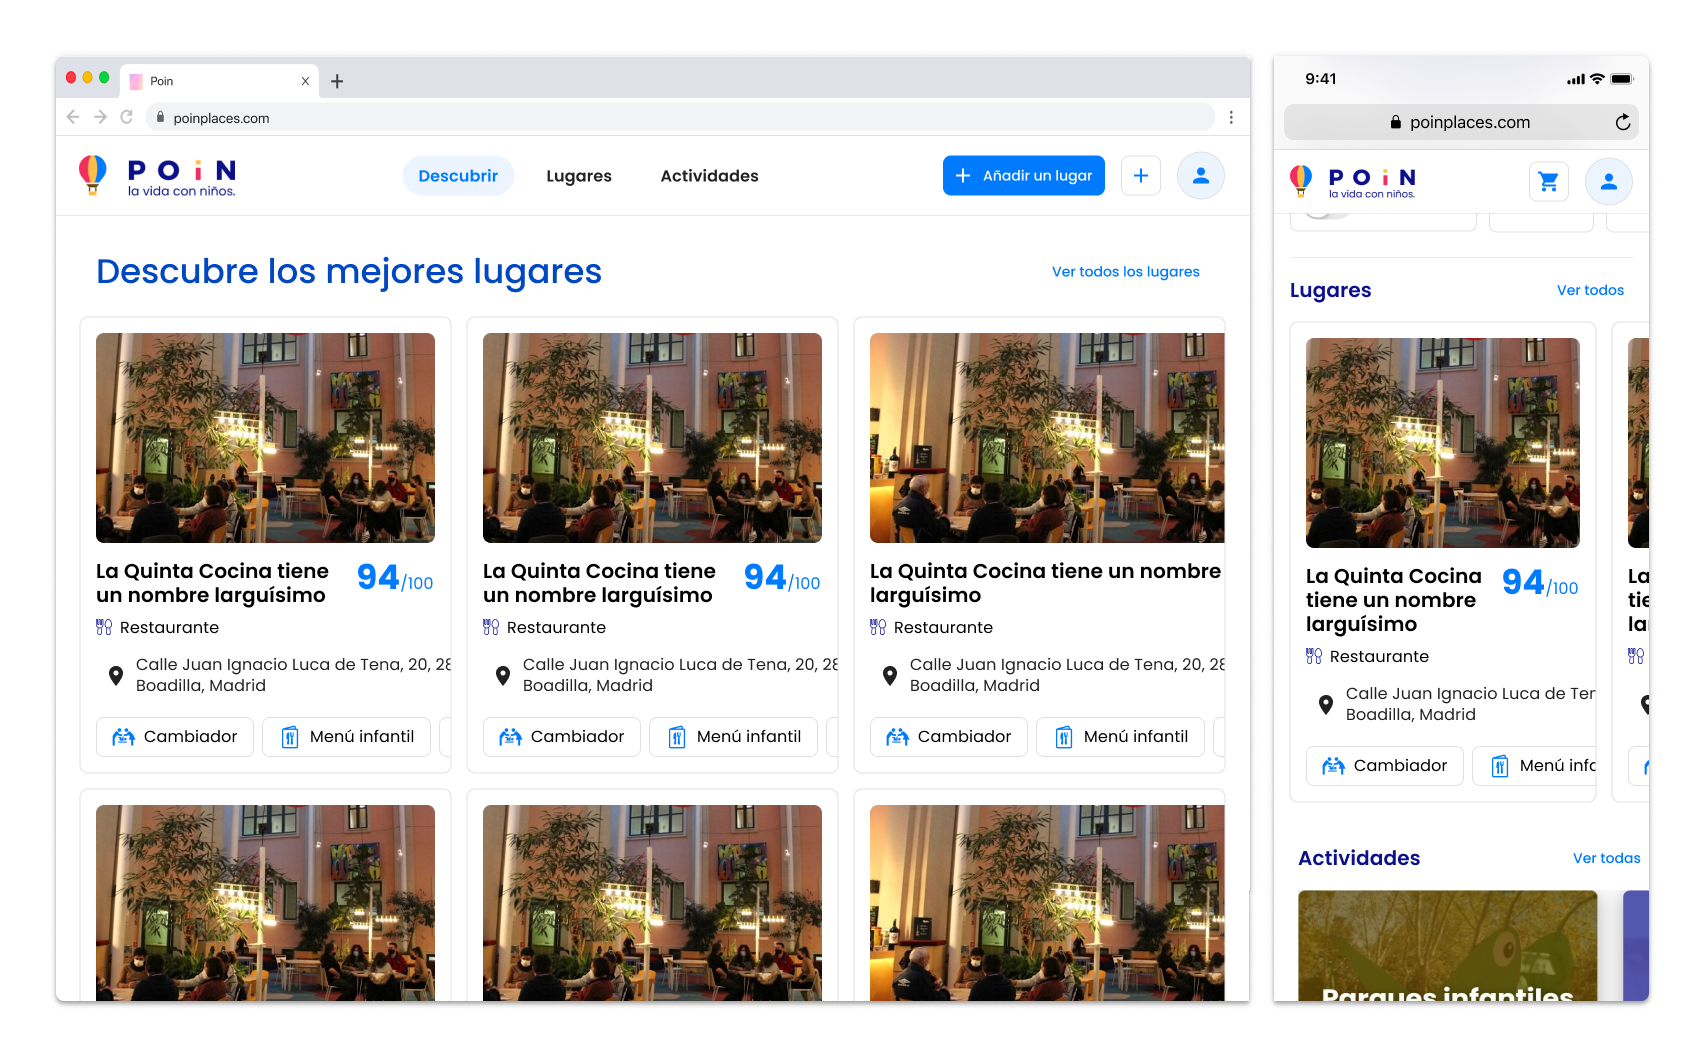 Poin
X
poinplaces.com
POiN
la vida con niños.
Descubrir
Lugares
Actividades
Añadir un lugar
Descubre los mejores lugares
Ver todos los lugares
La Quinta Cocina tiene
un nombre larguísimo
94/100
Restaurante
Calle Juan Ignacio Luca de Tena, 20, 28
Boadilla, Madrid
Cambiador
Menú infantil
La Quinta Cocina tiene
un nombre larguísimo
94/100
Restaurante
Calle Juan Ignacio Luca de Tena, 20, 28
Boadilla, Madrid
Cambiador
Menú infantil
La Quinta Cocina tiene un nombre
larguísimo
Restaurante
Calle Juan Ignacio Luca de Tena, 20, 28
Boadilla, Madrid
Cambiador
Menú infantil
9:41
poinplaces.com
POiN
la vida con niños.
Lugares
Ver todos
La Quinta Cocina
tiene un nombre
larguísimo
94/100
Restaurante
Calle Juan Ignacio Luca de Ten
Boadilla, Madrid
Cambiador
Menú infa
La
tie
la
Actividades
Ver todas
Parques infantiles